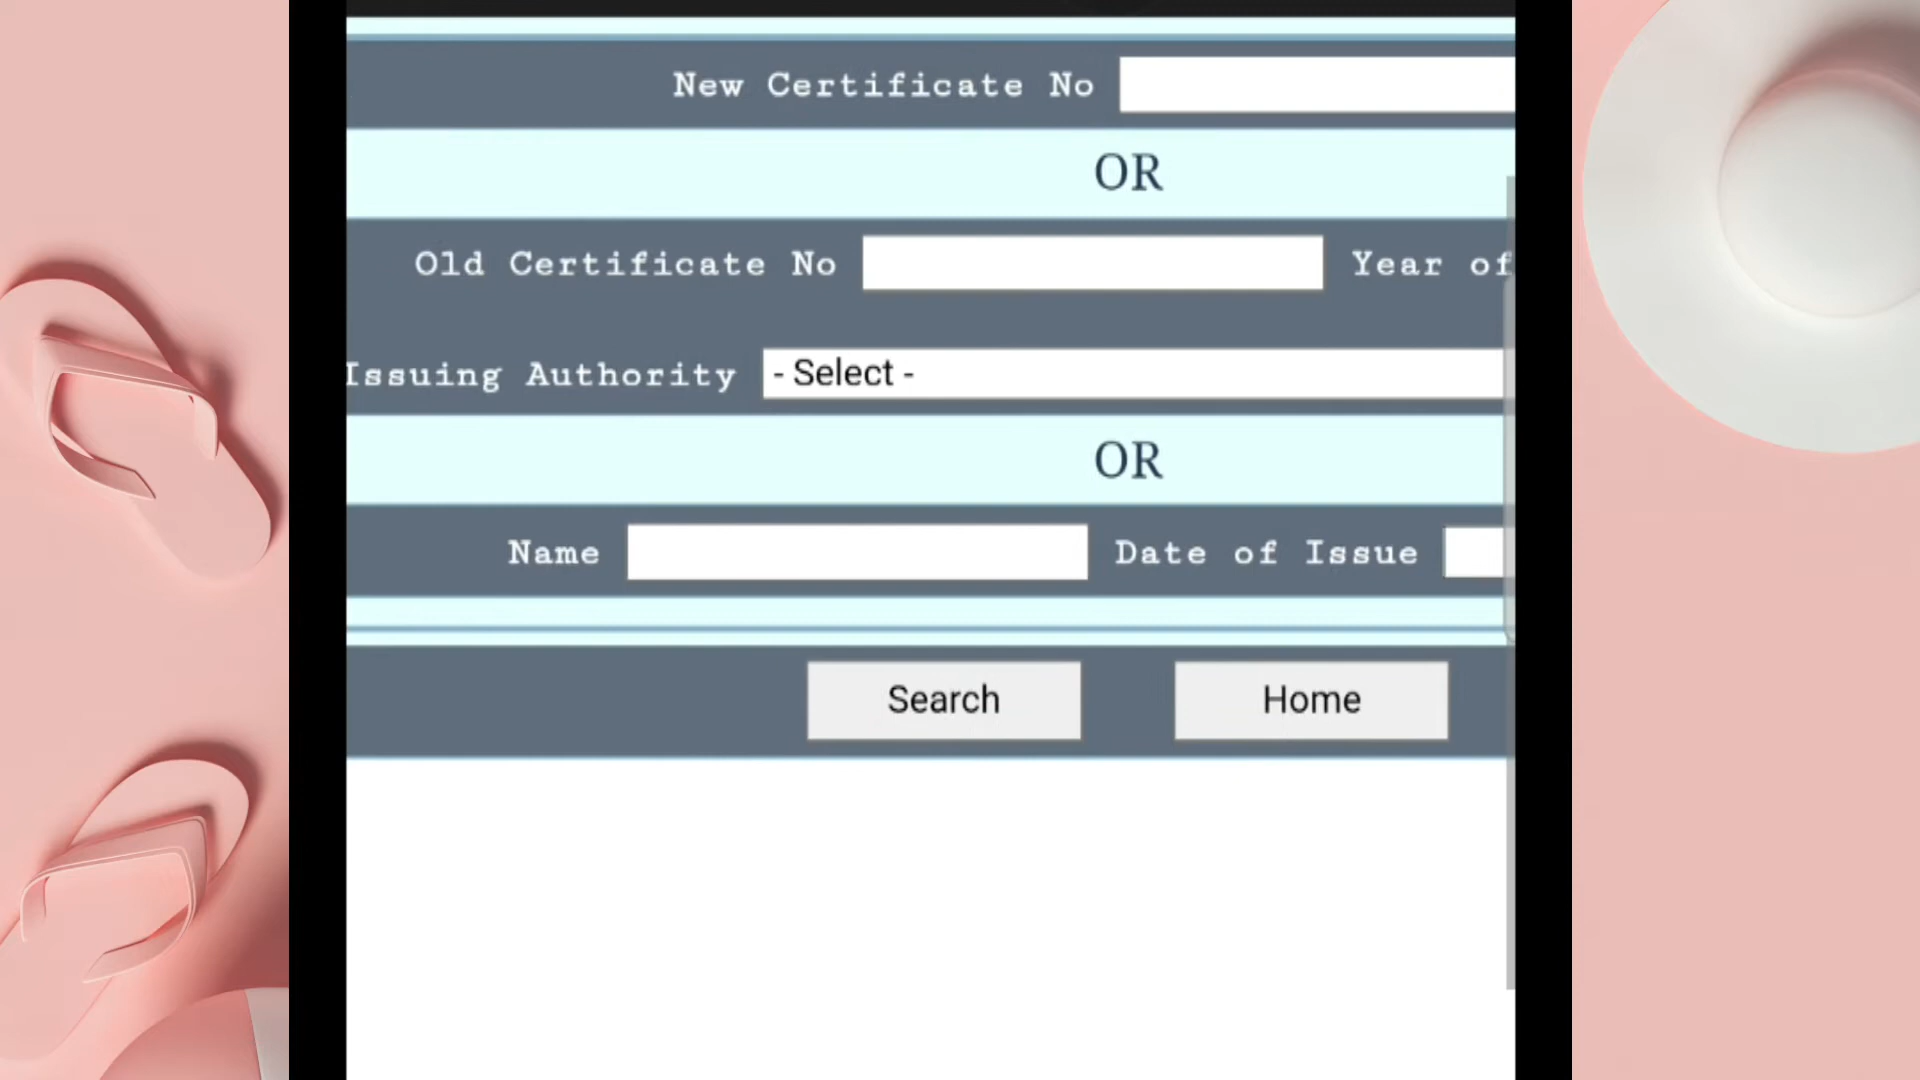 New Certificate No
OR
Old Certificate No Year of
Issuing Authority - Select -
OR
Name Date of Issue
Search Home